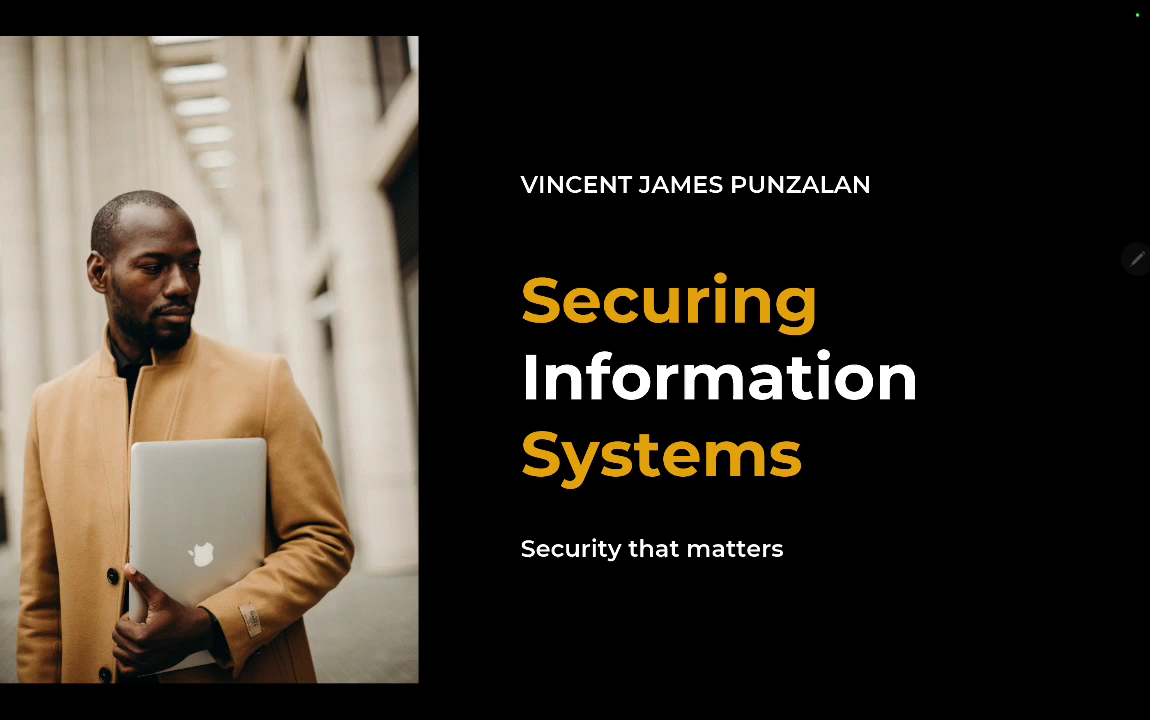 VINCENT JAMES PUNZALAN
Securing
Information
Systems
Security that matters